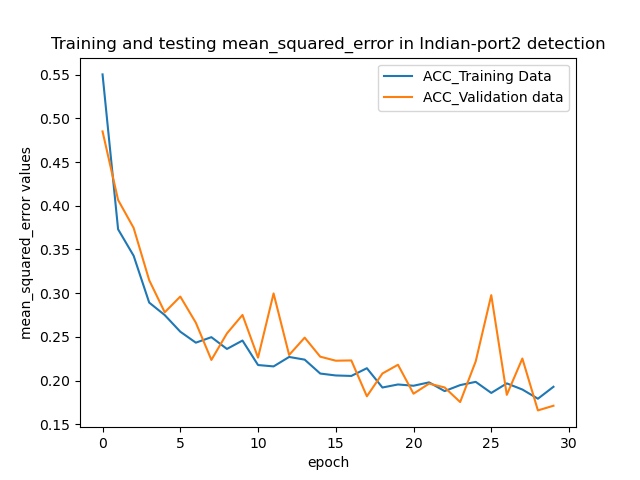 Training and testing mean_squared_error in Indian-port2 detection
ACC_Training Data
ACC_Validation data
mean_squared_error values
0.55
0.50
0.45
0.40
0.35
0.30
0.25
0.20
0.15
0 5 10 15 20 25 30
epoch